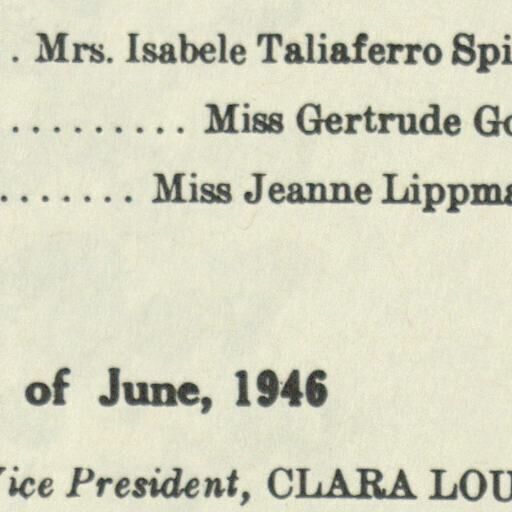 . Mrs. Isabele Taliaferro Spi
.......... Miss Gertrude Go
....... Miss Jeanne Lippma
of June, 1946
Vice President, CLARA LOU